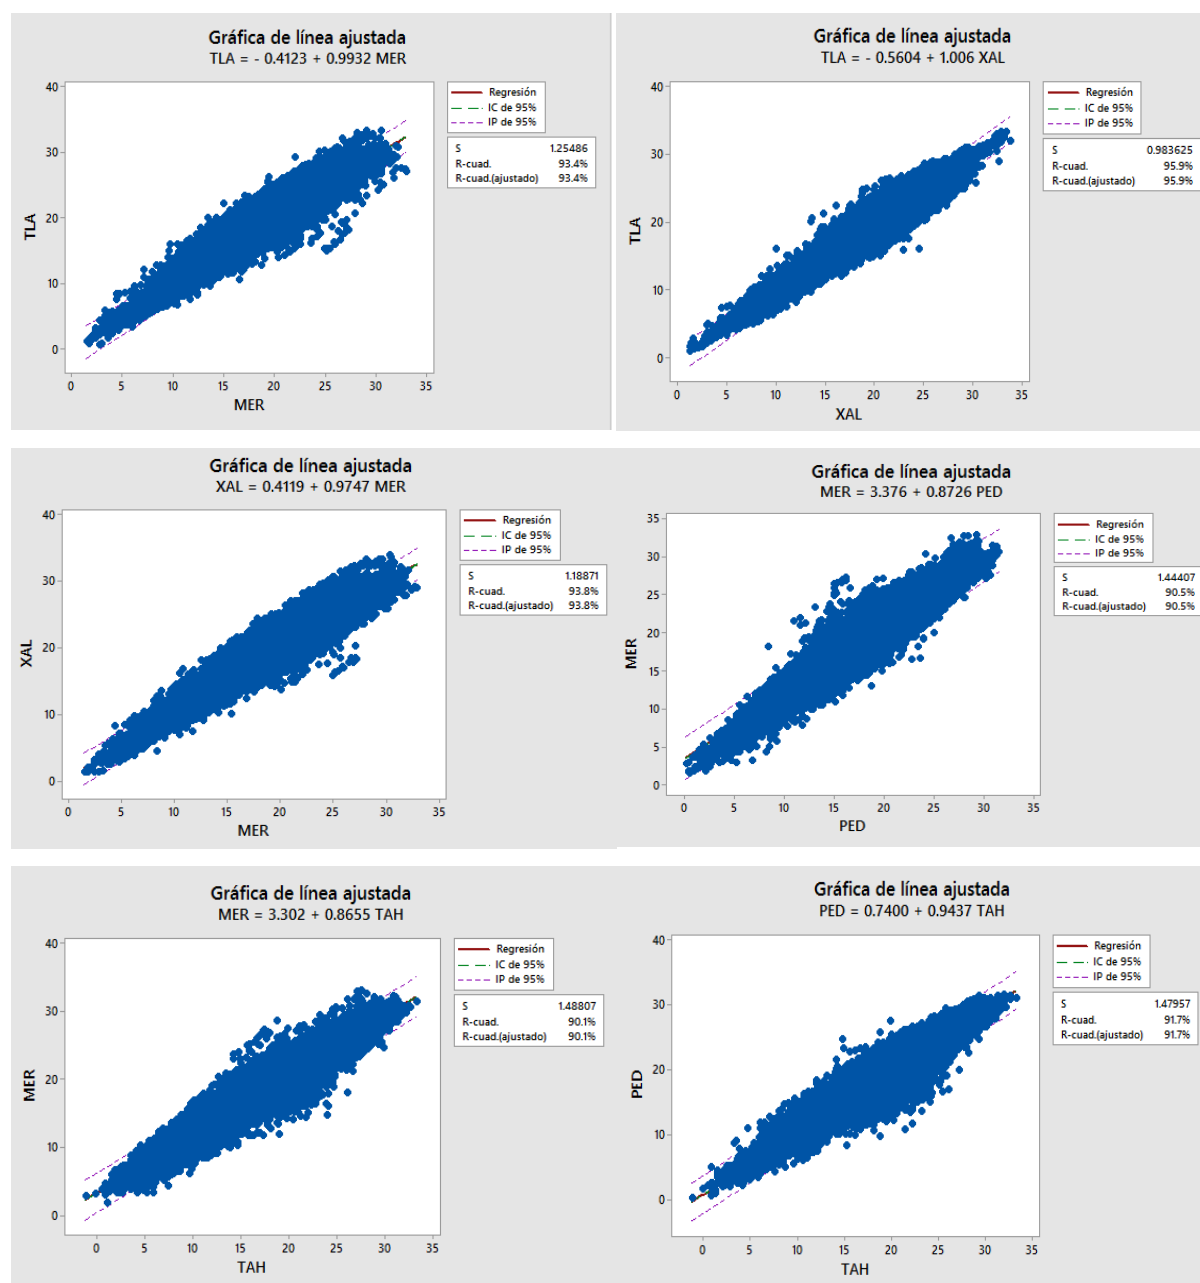 Gráfica de línea ajustada
TLA = - 0.4123 + 0.9932 MER
40
30
20
10
0
TLA
0 5 10 15 20 25 30 35
MER
Regresión
IC de 95%
IP de 95%
S 1.25486
R-cuad. 93.4%
R-cuad.(ajustado) 93.4%
Gráfica de línea ajustada
TLA = - 0.5604 + 1.006 XAL
40
30
20
10
0
TLA
0 5 10 15 20 25 30 35
XAL
Regresión
IC de 95%
IP de 95%
S 0.983625
R-cuad. 95.9%
R-cuad.(ajustado) 95.9%
Gráfica de línea ajustada
XAL = 0.4119 + 0.9747 MER
40
30
20
10
0
XAL
0 5 10 15 20 25 30 35
MER
Regresión
IC de 95%
IP de 95%
S 1.18871
R-cuad. 93.8%
R-cuad.(ajustado) 93.8%
Gráfica de línea ajustada
MER = 3.376 + 0.8726 PED
35
30
25
20
15
10
5
0
MER
0 5 10 15 20 25 30 35
PED
Regresión
IC de 95%
IP de 95%
S 1.44407
R-cuad. 90.5%
R-cuad.(ajustado) 90.5%
Gráfica de línea ajustada
MER = 3.302 + 0.8655 TAH
40
30
20
10
0
MER
0 5 10 15 20 25 30 35
TAH
Regresión
IC de 95%
IP de 95%
S 1.48807
R-cuad. 90.1%
R-cuad.(ajustado) 90.1%
Gráfica de línea ajustada
PED = 0.7400 + 0.9437 TAH
40
30
20
10
0
PED
0 5 10 15 20 25 30 35
TAH
Regresión
IC de 95%
IP de 95%
S 1.47957
R-cuad. 91.7%
R-cuad.(ajustado) 91.7%